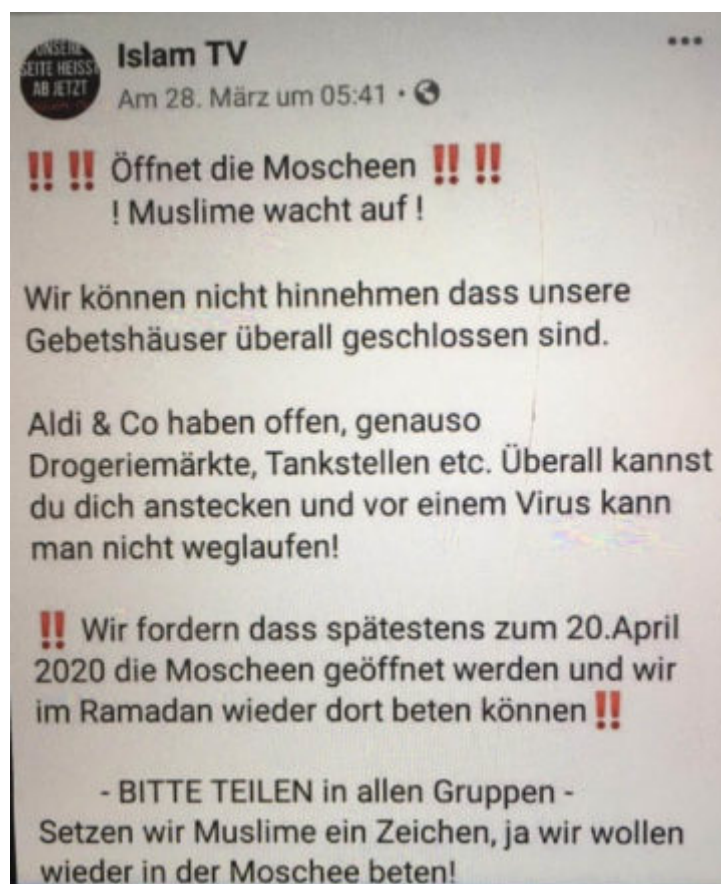 UNSERE
SEITE HEISST
AB JETZT
Islam TV
Am 28. März um 05:41 •
‼️ ‼️ Öffnet die Moscheen ‼️ ‼️
! Muslime wacht auf !
Wir können nicht hinnehmen dass unsere
Gebetshäuser überall geschlossen sind.
Aldi & Co haben offen, genauso
Drogeriemärkte, Tankstellen etc. Überall kannst
du dich anstecken und vor einem Virus kann
man nicht weglaufen!
‼️ Wir fordern dass spätestens zum 20.April
2020 die Moscheen geöffnet werden und wir
im Ramadan wieder dort beten können‼️
- BITTE TEILEN in allen Gruppen -
Setzen wir Muslime ein Zeichen, ja wir wollen
wieder in der Moschee beten!